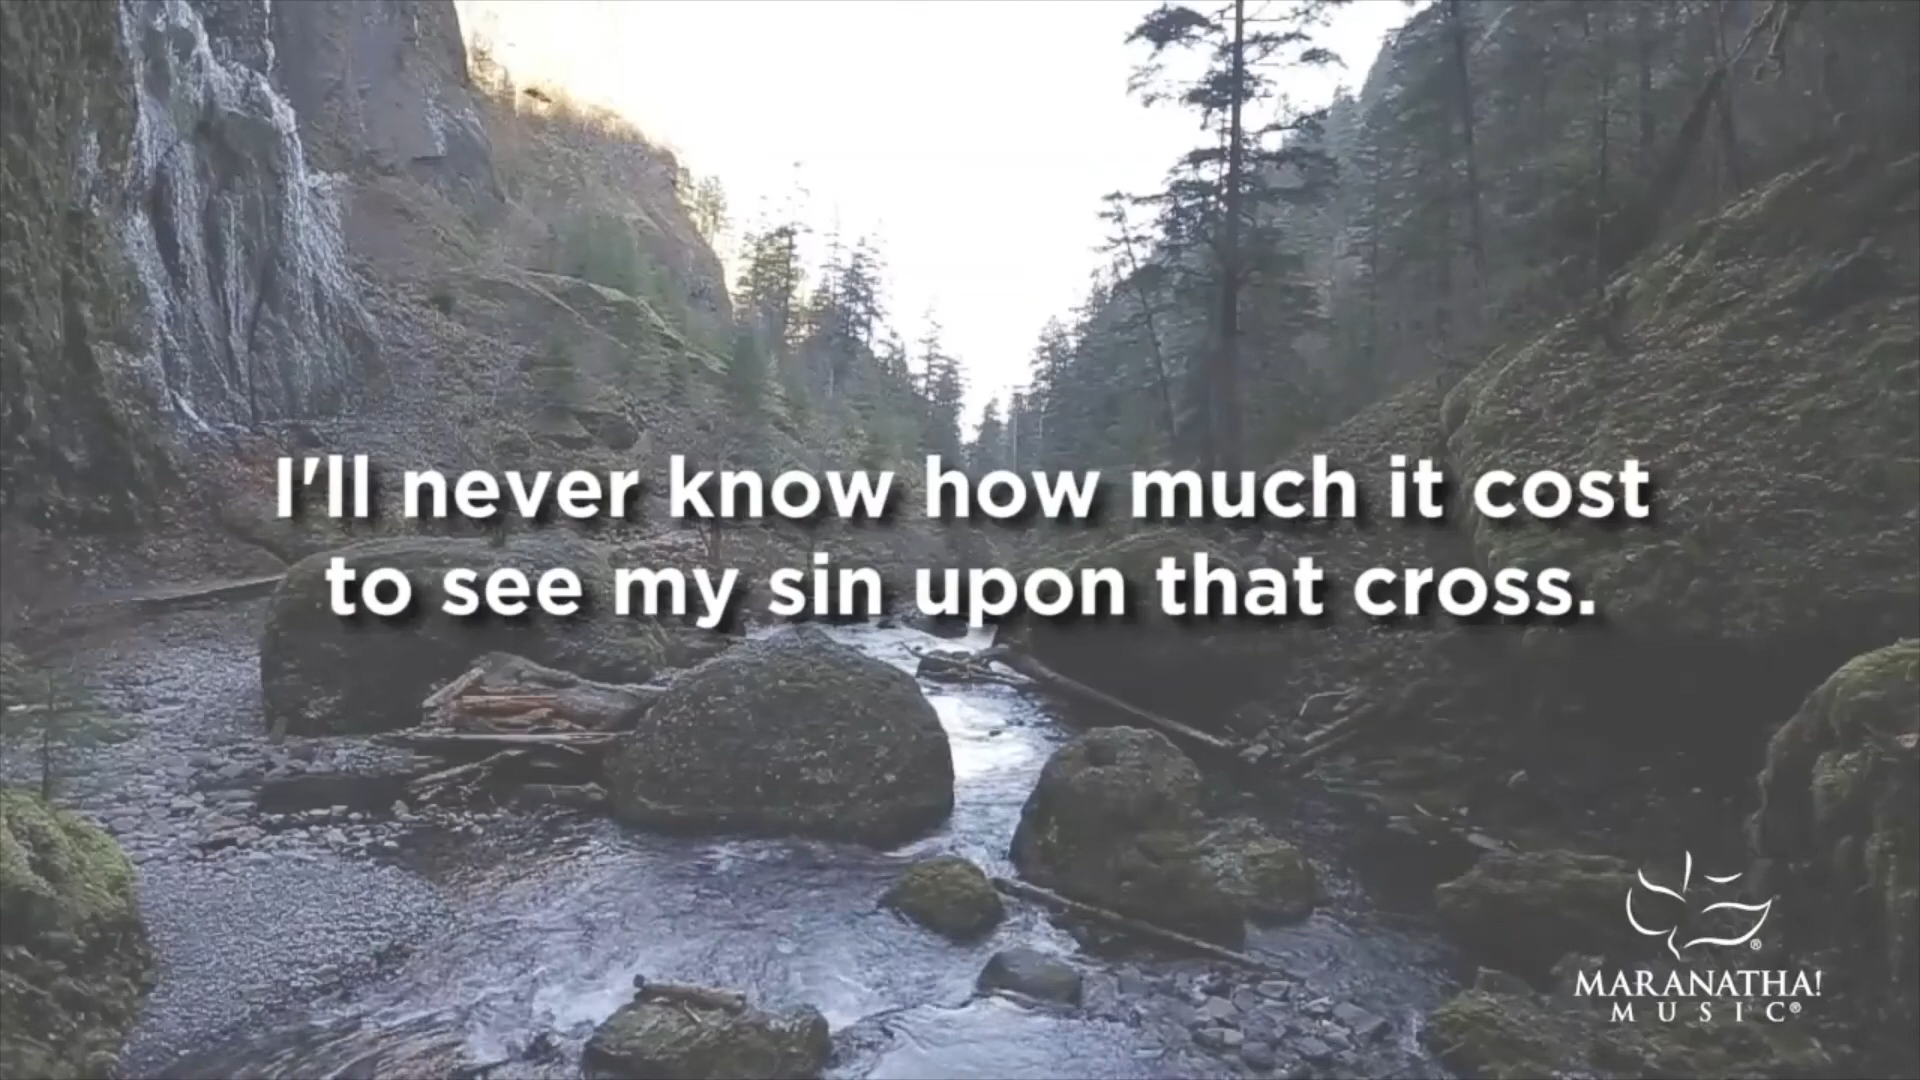 I'll never know how much it cost
to see my sin upon that cross.
MARANATHA!
MUSIC®